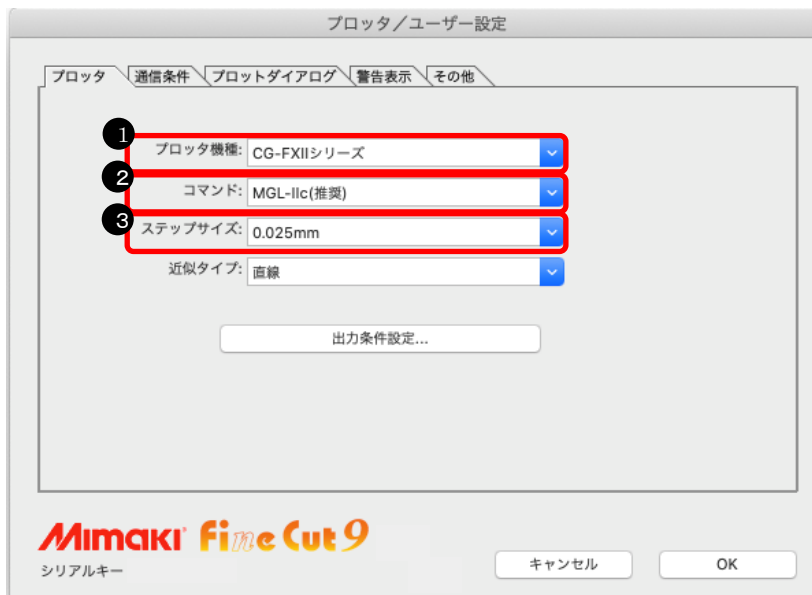 プロッタ／ユーザー設定
プロッタ 通信条件 プロットダイアログ 警告表示 その他
1 プロッタ機種: CG-FXIIシリーズ
2 コマンド: MGL-IIc(推奨)
3 ステップサイズ: 0.025mm
近似タイプ: 直線
出力条件設定...
Mimaki Fine Cut 9
シリアルキー
キャンセル OK